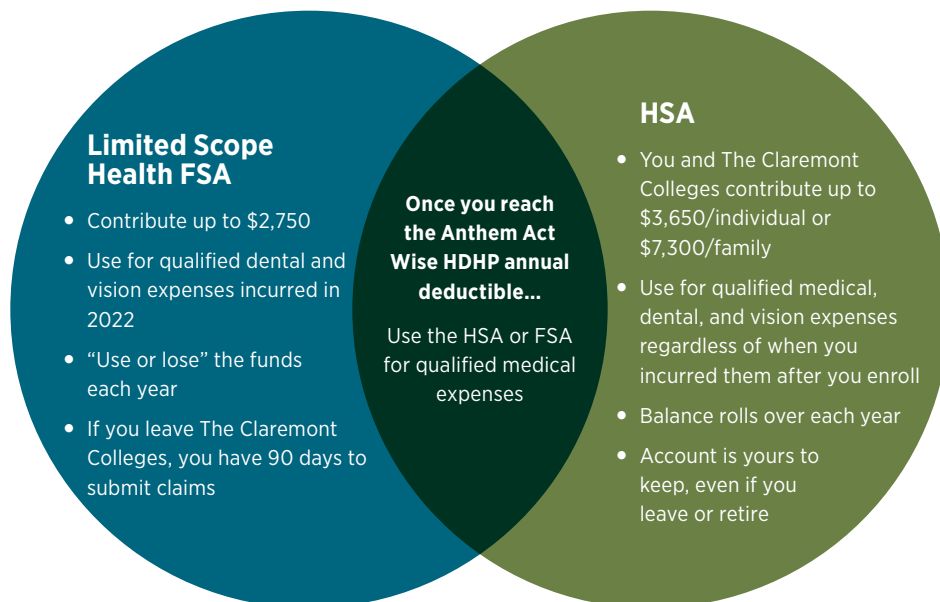 Limited Scope
Health FSA
• Contribute up to $2,750
• Use for qualified dental and
vision expenses incurred in
2022
• “Use or lose” the funds
each year
• If you leave The Claremont
Colleges, you have 90 days to
submit claims
Once you reach
the Anthem Act
Wise HDHP annual
deductible...
Use the HSA or FSA
for qualified medical
expenses
HSA
• You and The Claremont
Colleges contribute up to
$3,650/individual or
$7,300/family
• Use for qualified medical,
dental, and vision expenses
regardless of when you
incurred them after you enroll
• Balance rolls over each year
• Account is yours to
keep, even if you
leave or retire